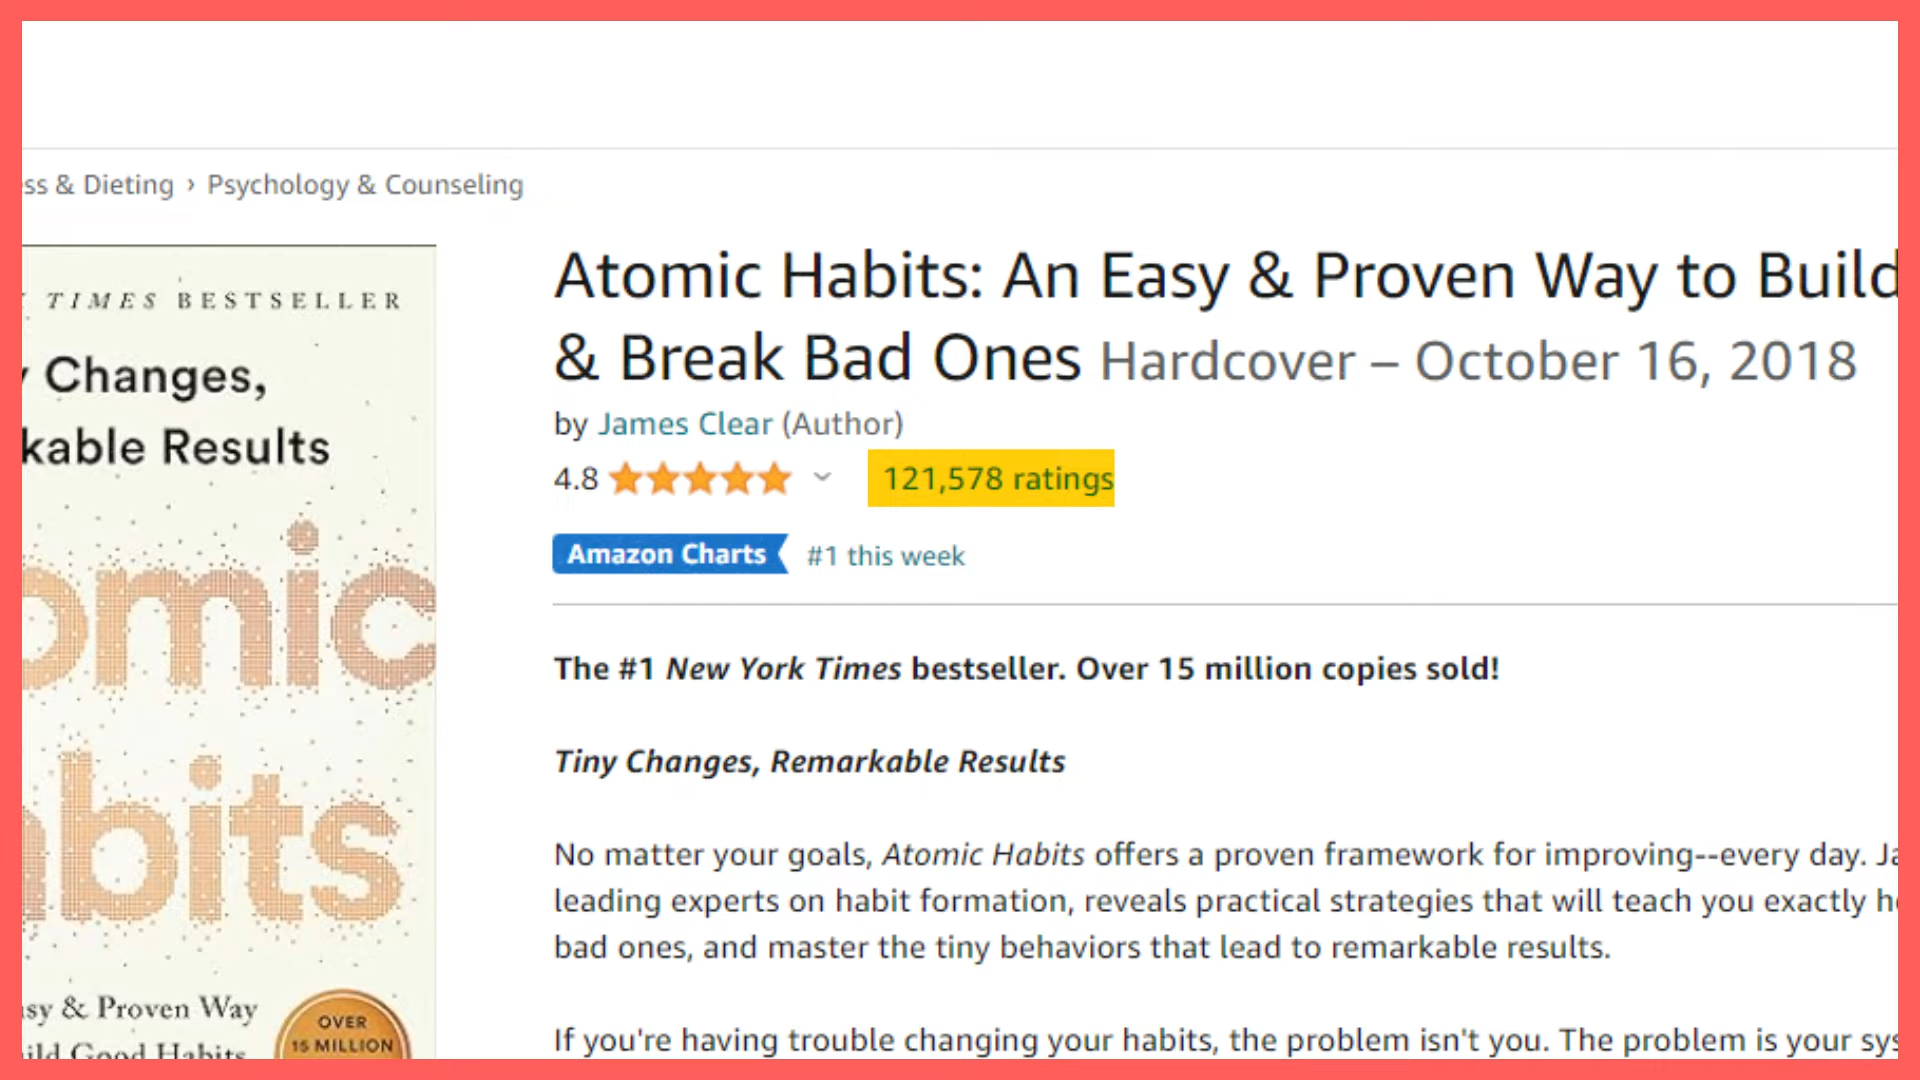 ss & Dieting › Psychology & Counseling
TIMES BESTSELLER
Changes,
kable Results
omic
bits
sy & Proven Way
ild Good Habits
OVER
15 MILLION
Atomic Habits: An Easy & Proven Way to Build
& Break Bad Ones Hardcover – October 16, 2018
by James Clear (Author)
4.8 121,578 ratings
Amazon Charts #1 this week
The #1 New York Times bestseller. Over 15 million copies sold!
Tiny Changes, Remarkable Results
No matter your goals, Atomic Habits offers a proven framework for improving--every day. Ja
leading experts on habit formation, reveals practical strategies that will teach you exactly h
bad ones, and master the tiny behaviors that lead to remarkable results.
If you're having trouble changing your habits, the problem isn't you. The problem is your sys